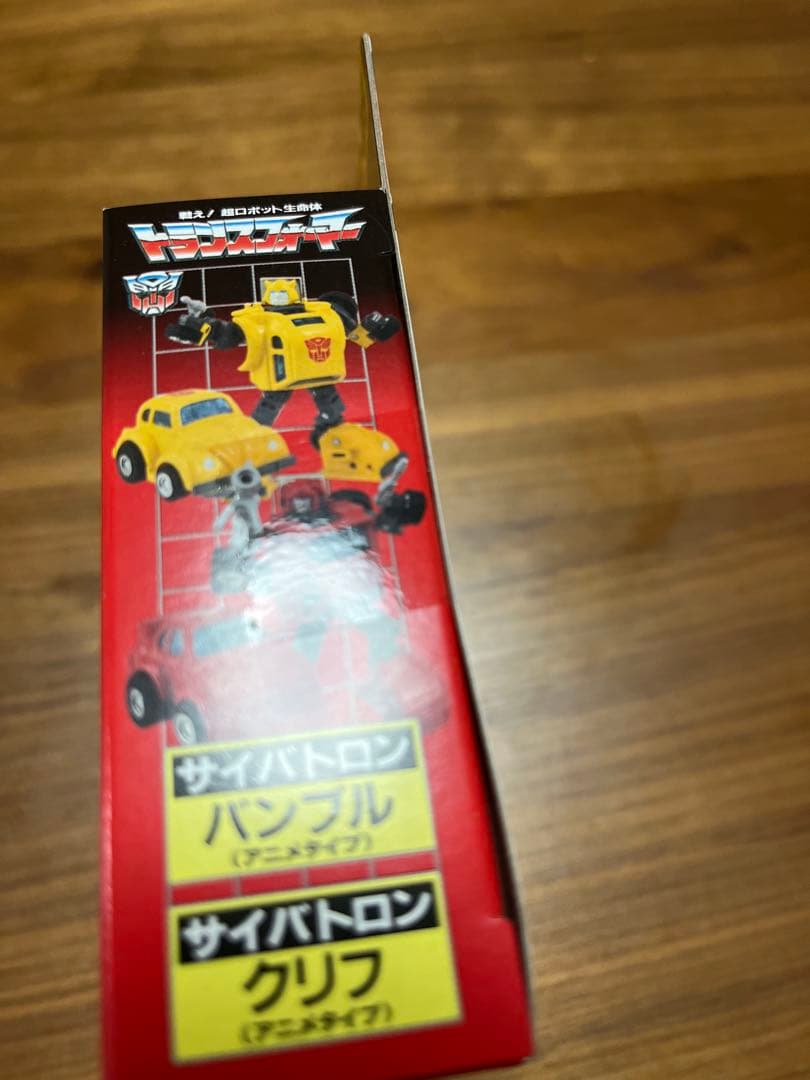 戦え！ 超ロボット生命体
トランスフォーマー
サイバトロン
バンブル
(アニメタイプ)
サイバトロン
クリフ
(アニメタイプ)